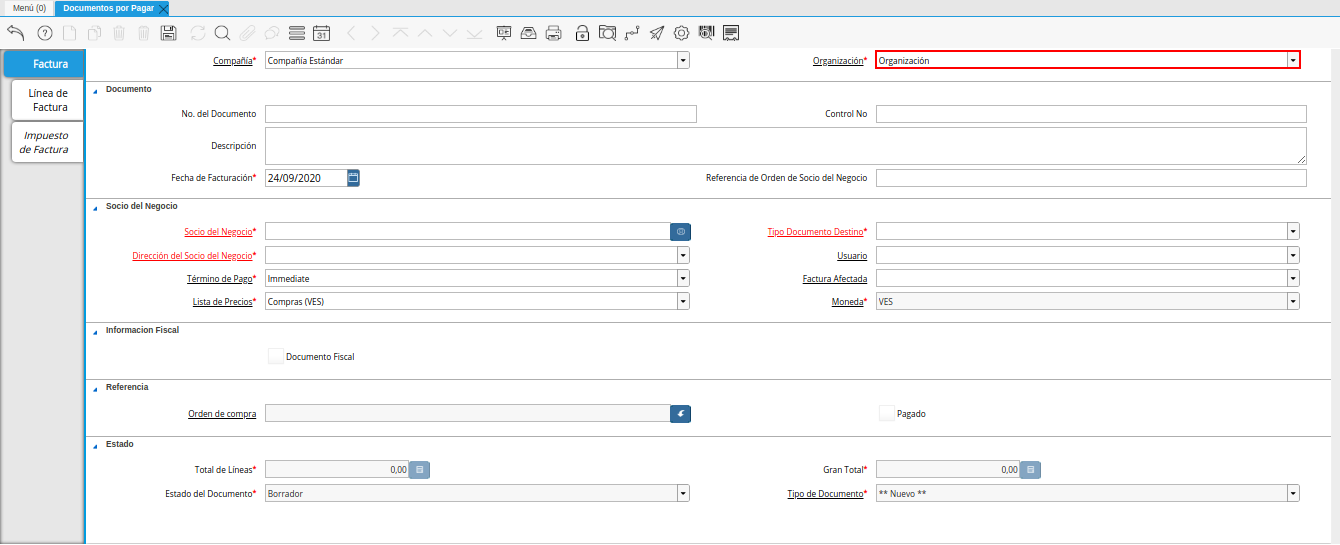 Menú (0) Documentos por Pagar
31
Factura
Línea de
Factura
Impuesto
de Factura
Compañía* Compañía Estándar Organización* Organización
Documento
No. del Documento Control No
Descripción
Fecha de Facturación* 24/09/2020 Referencia de Orden de Socio del Negocio
Socio del Negocio
Socio del Negocio* Tipo Documento Destino*
Dirección del Socio del Negocio* Usuario
Término de Pago* Immediate Factura Afectada
Lista de Precios* Compras (VES) Moneda* VES
Informacion Fiscal
Documento Fiscal
Referencia
Orden de compra Pagado
Estado
Total de Líneas* 0,00 Gran Total* 0,00
Estado del Documento* Borrador Tipo de Documento* ** Nuevo **